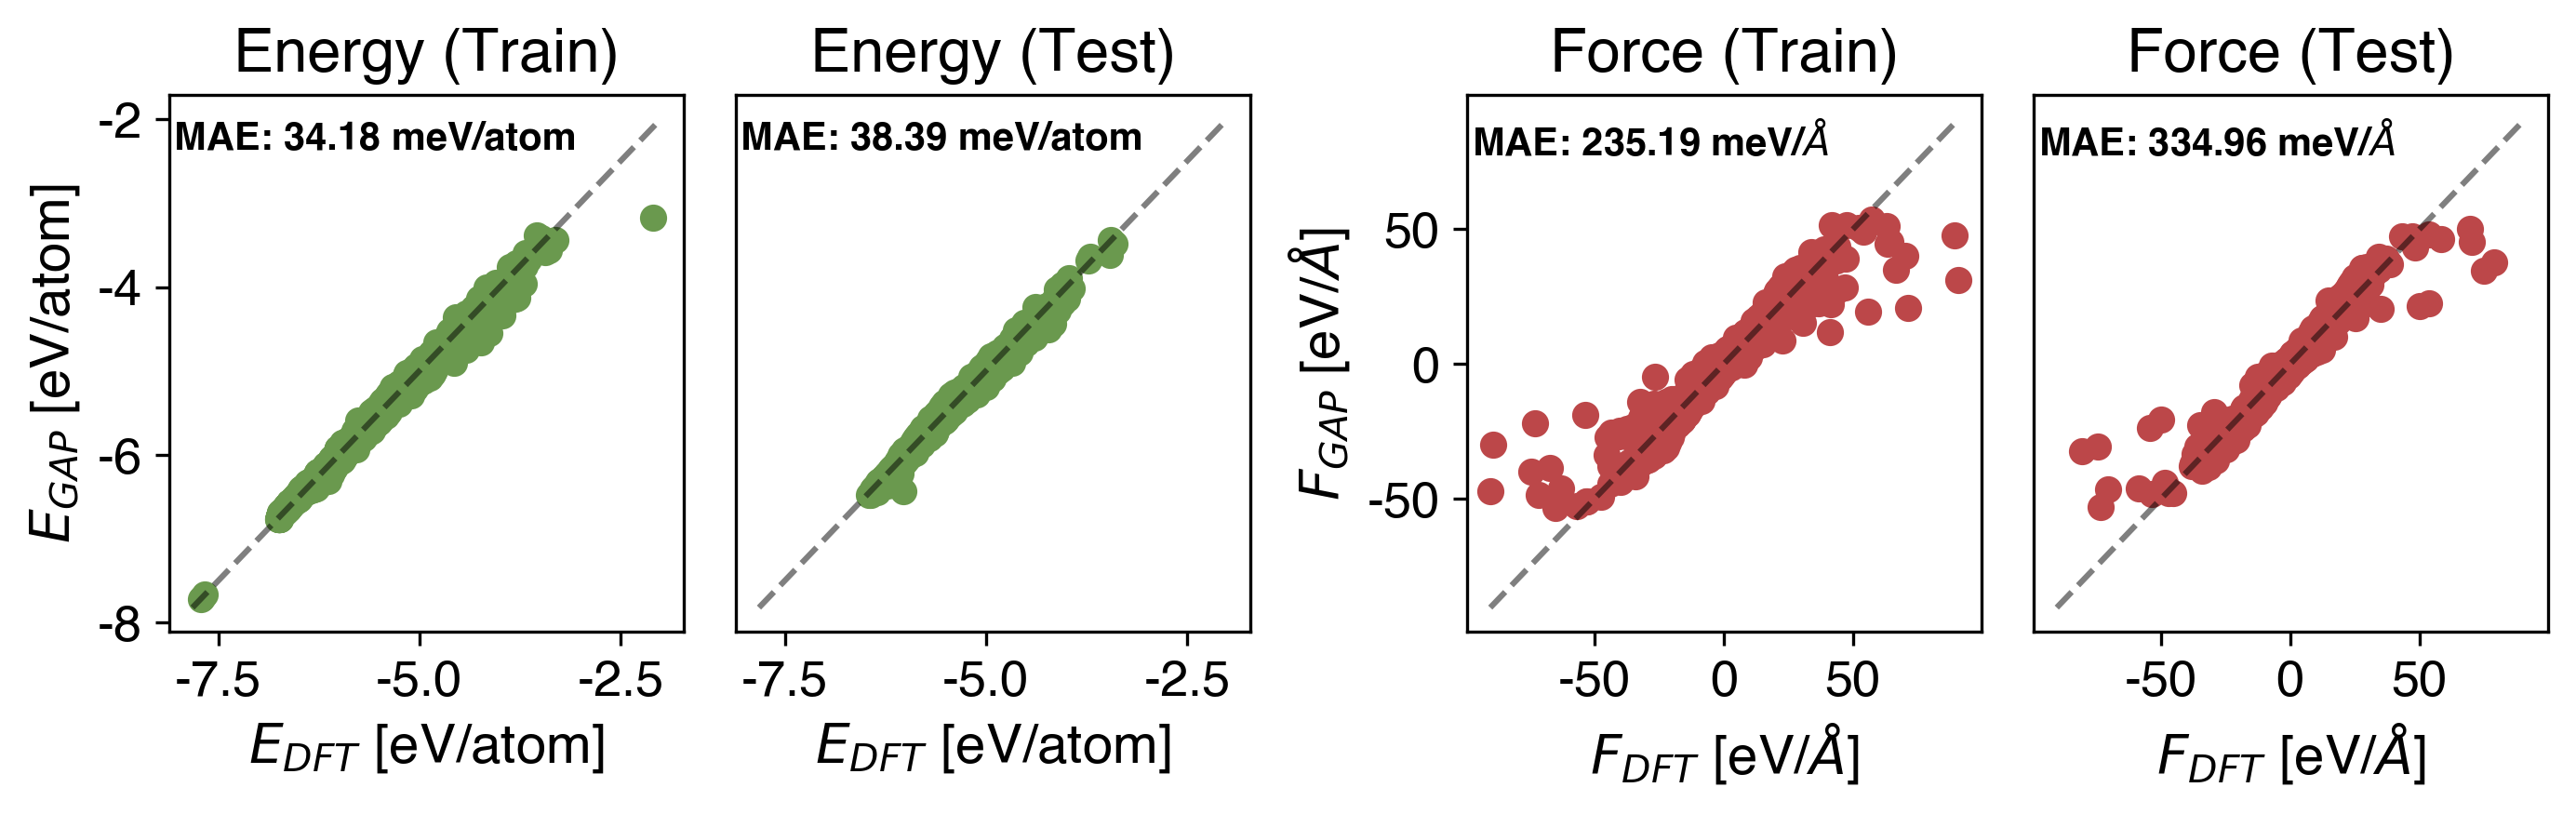 Energy (Train)
Energy (Test)
Force (Train)
Force (Test)
MAE: 34.18 meV/atom
MAE: 38.39 meV/atom
MAE: 235.19 meV/Å
MAE: 334.96 meV/Å
-2
-4
-6
-8
E_GAP [eV/atom]
50
0
-50
F_GAP [eV/Å]
-7.5 -5.0 -2.5
-7.5 -5.0 -2.5
-50 0 50
-50 0 50
E_DFT [eV/atom]
E_DFT [eV/atom]
F_DFT [eV/Å]
F_DFT [eV/Å]